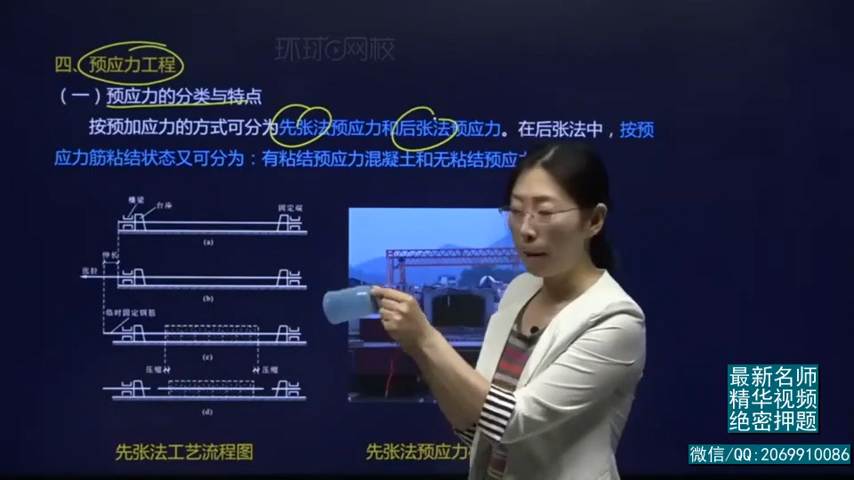 环球网校
四、预应力工程
（一）预应力的分类与特点
按预加应力的方式可分为先张法预应力和后张法预应力。在后张法中，按预
应力筋粘结状态又可分为：有粘结预应力混凝土和无粘结预应
横梁
台座
固定端
(a)
伸长
张拉
(b)
临时固定钢筋
(c)
压缩
压缩
(d)
先张法工艺流程图
先张法预应力
最新名师
精华视频
绝密押题
微信/QQ:2069910086